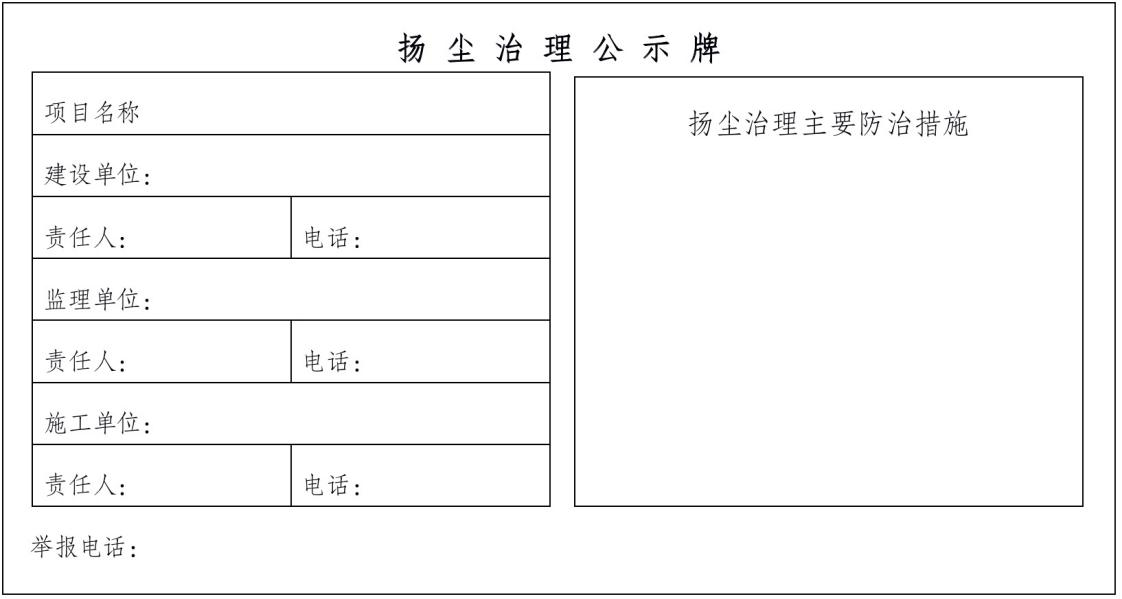 扬尘治理公示牌
项目名称
建设单位：
责任人：
电话：
监理单位：
责任人：
电话：
施工单位：
责任人：
电话：
扬尘治理主要防治措施
举报电话：